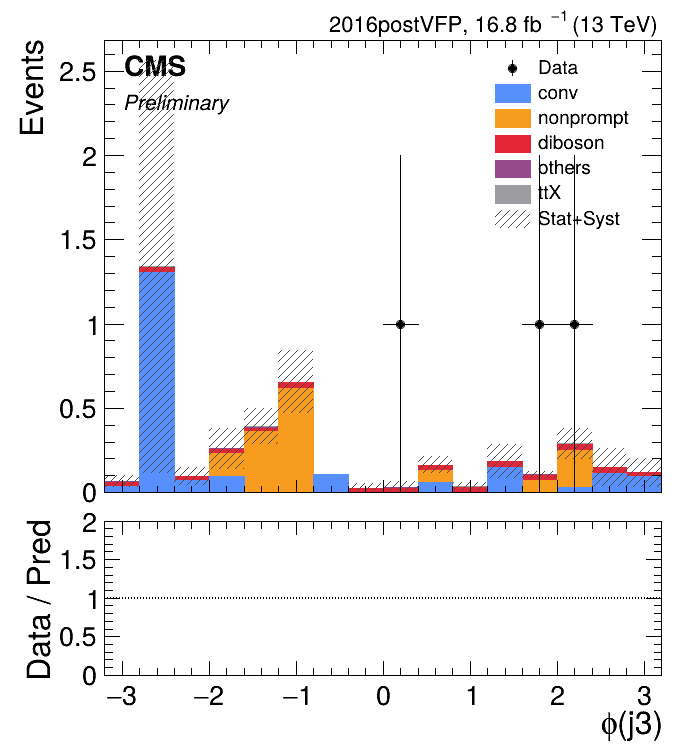 2016postVFP, 16.8 fb⁻¹ (13 TeV)
CMS
Preliminary
Events
2.5
2
1.5
1
0.5
0
Data
conv
nonprompt
diboson
others
ttX
Stat+Syst
Data / Pred
2
1.5
1
0.5
0
−3 −2 −1 0 1 2 3
ϕ(j3)